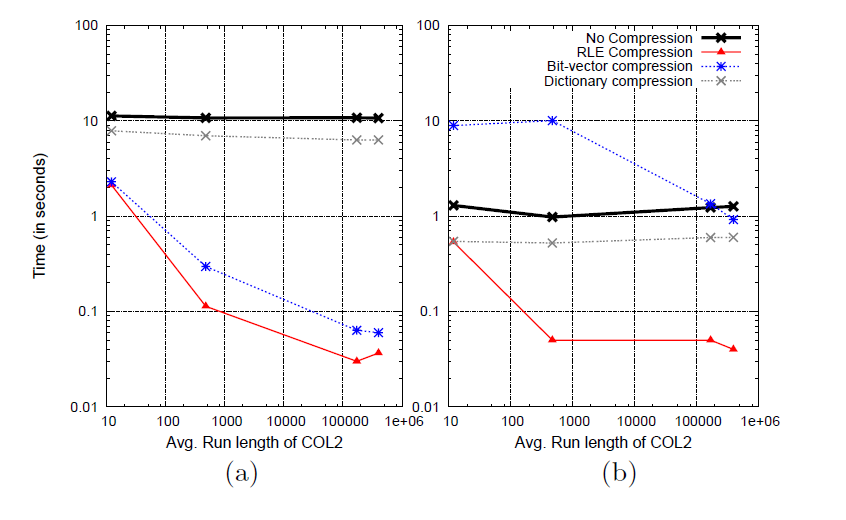 100
10
1
0.1
0.01
Time (in seconds)
10 100 1000 10000 100000 1e+06
Avg. Run length of COL2
(a)
100
10
1
0.1
0.01
No Compression
RLE Compression
Bit-vector compression
Dictionary compression
10 100 1000 10000 100000 1e+06
Avg. Run length of COL2
(b)